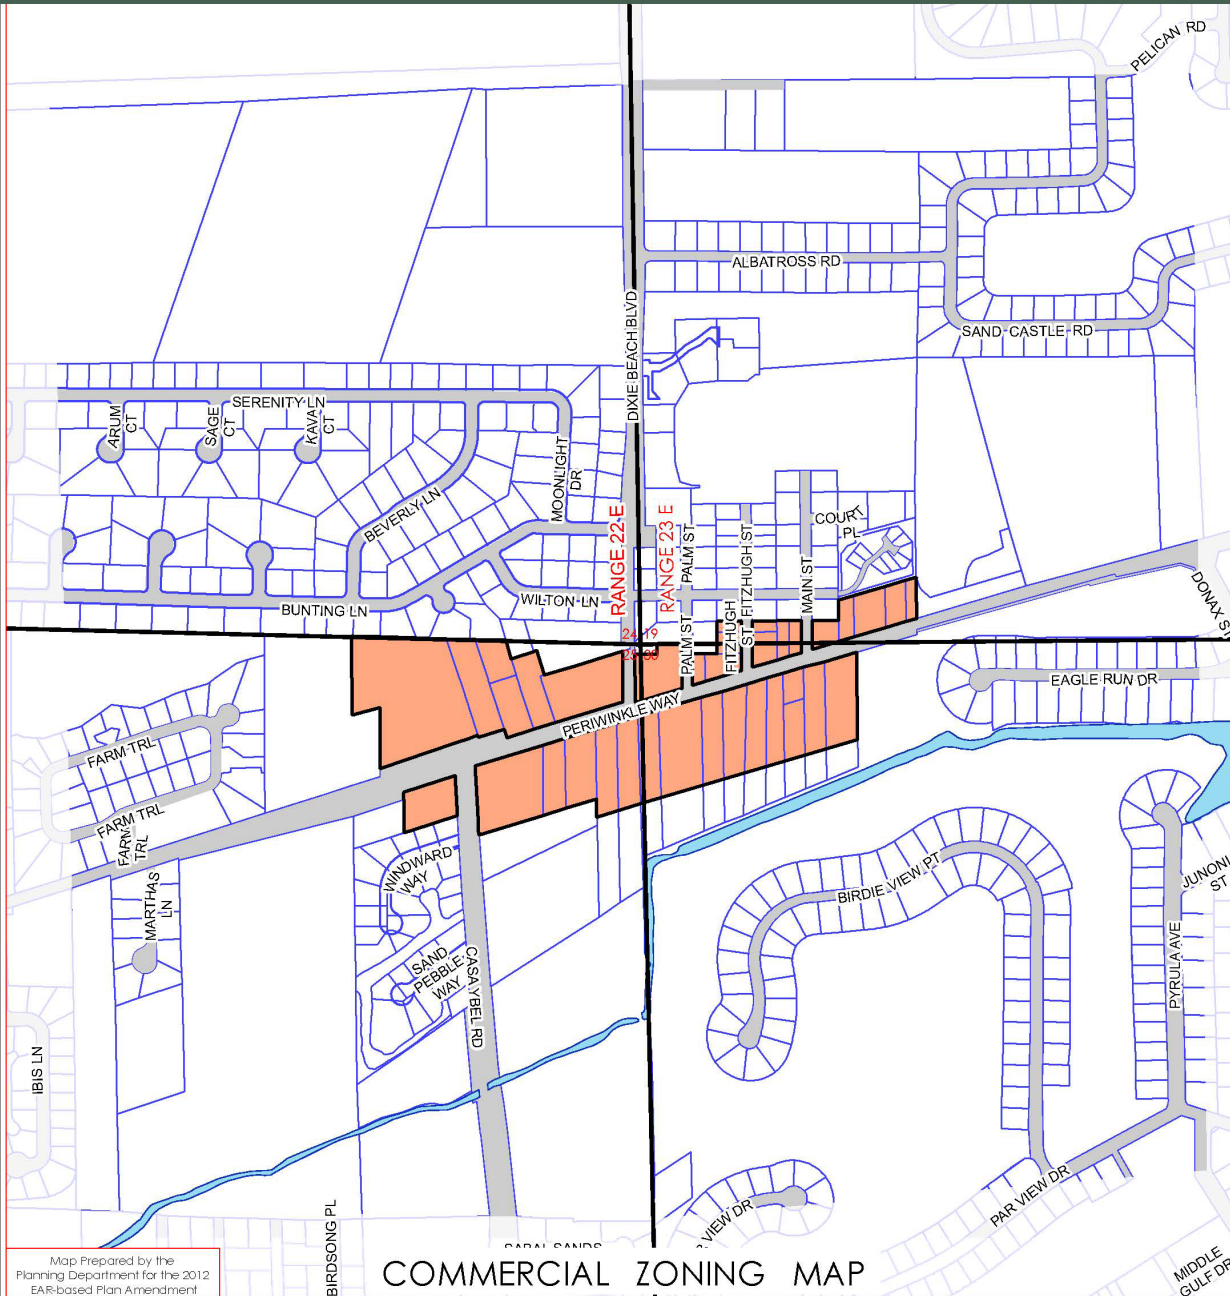 PELICAN RD
ALBATROSS RD
DIXIE BEACH BLVD
SAND CASTLE RD
SERENITY LN
ARUM
CT
SAGE
CT
KAVA
CT
MOONLIGHT
DR
BEVERLY LN
RANGE 22 E
RANGE 23 E
PALM ST
FITZHUGH ST
COURT
PL
MAIN ST
WILTON LN
BUNTING LN
DONAX S
24 19
PALM ST
FITZHUGH
ST
EAGLE RUN DR
PERIWINKLE WAY
FARM TRL
FARM TRL
FARM
TRL
MARTHAS
LN
WINDWARD
WAY
BIRDIE VIEW PT
JUNONI
ST
SAND
PEBBLE
WAY
CASA YBEL RD
PYRULA AVE
IBIS LN
PAR VIEW DR
VIEW DR
BIRDSONG PL
SABAL SANDS
MIDDLE
GULF DR
Map Prepared by the
Planning Department for the 2012
EAR-based Plan Amendment
COMMERCIAL ZONING MAP